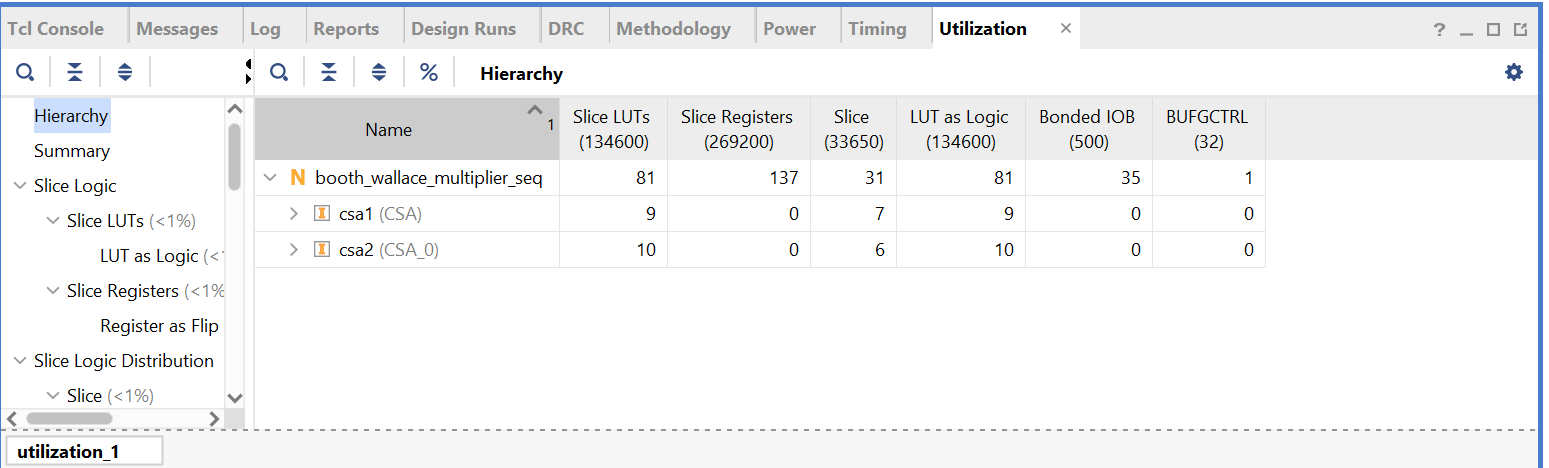 Tcl Console Messages Log Reports Design Runs DRC Methodology Power Timing Utilization × ? _
% Hierarchy
Hierarchy
Summary
Slice Logic
Slice LUTs (<1%)
LUT as Logic (<
Slice Registers (<1%
Register as Flip
Slice Logic Distribution
Slice (<1%)
Name 1 Slice LUTs (134600) Slice Registers (269200) Slice (33650) LUT as Logic (134600) Bonded IOB (500) BUFGCTRL (32)
N booth_wallace_multiplier_seq 81 137 31 81 35 1
I csa1 (CSA) 9 0 7 9 0 0
I csa2 (CSA_0) 10 0 6 10 0 0
utilization_1